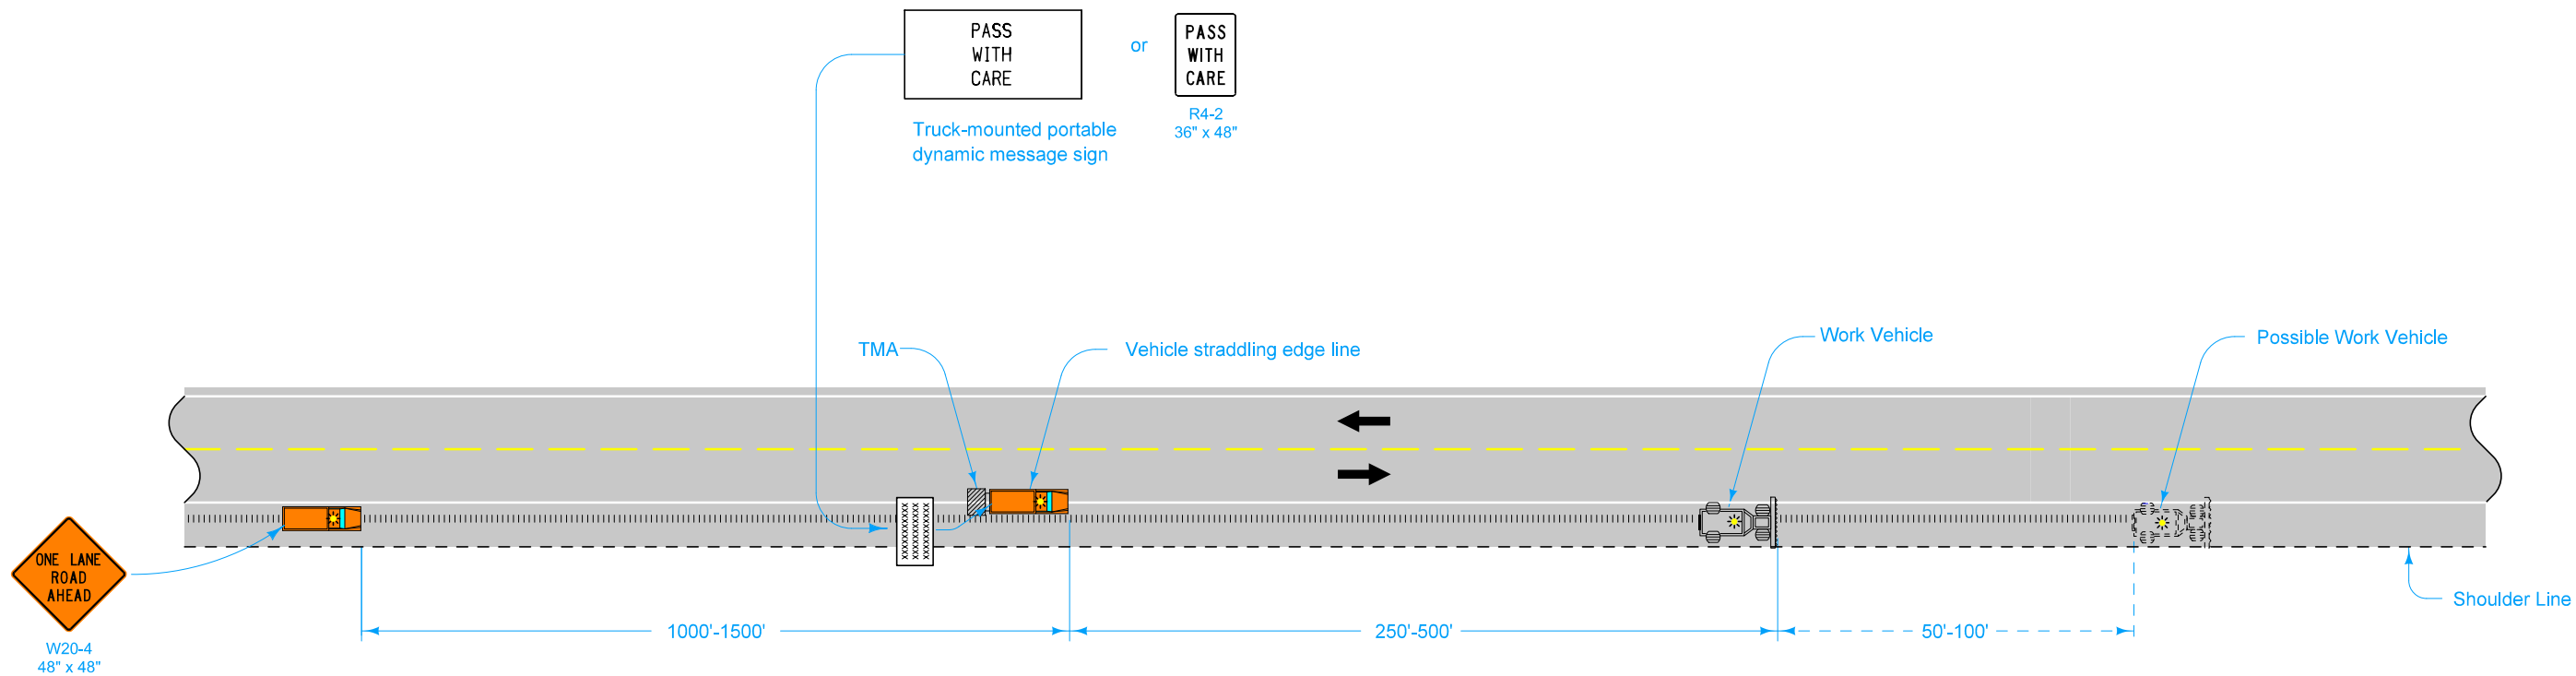 PASS
WITH
CARE
or
PASS
WITH
CARE
R4-2
36" x 48"
Truck-mounted portable
dynamic message sign
TMA
Vehicle straddling edge line
Work Vehicle
Possible Work Vehicle
ONE LANE
ROAD
AHEAD
W20-4
48" x 48"
1000'-1500'
250'-500'
50'-100'
Shoulder Line